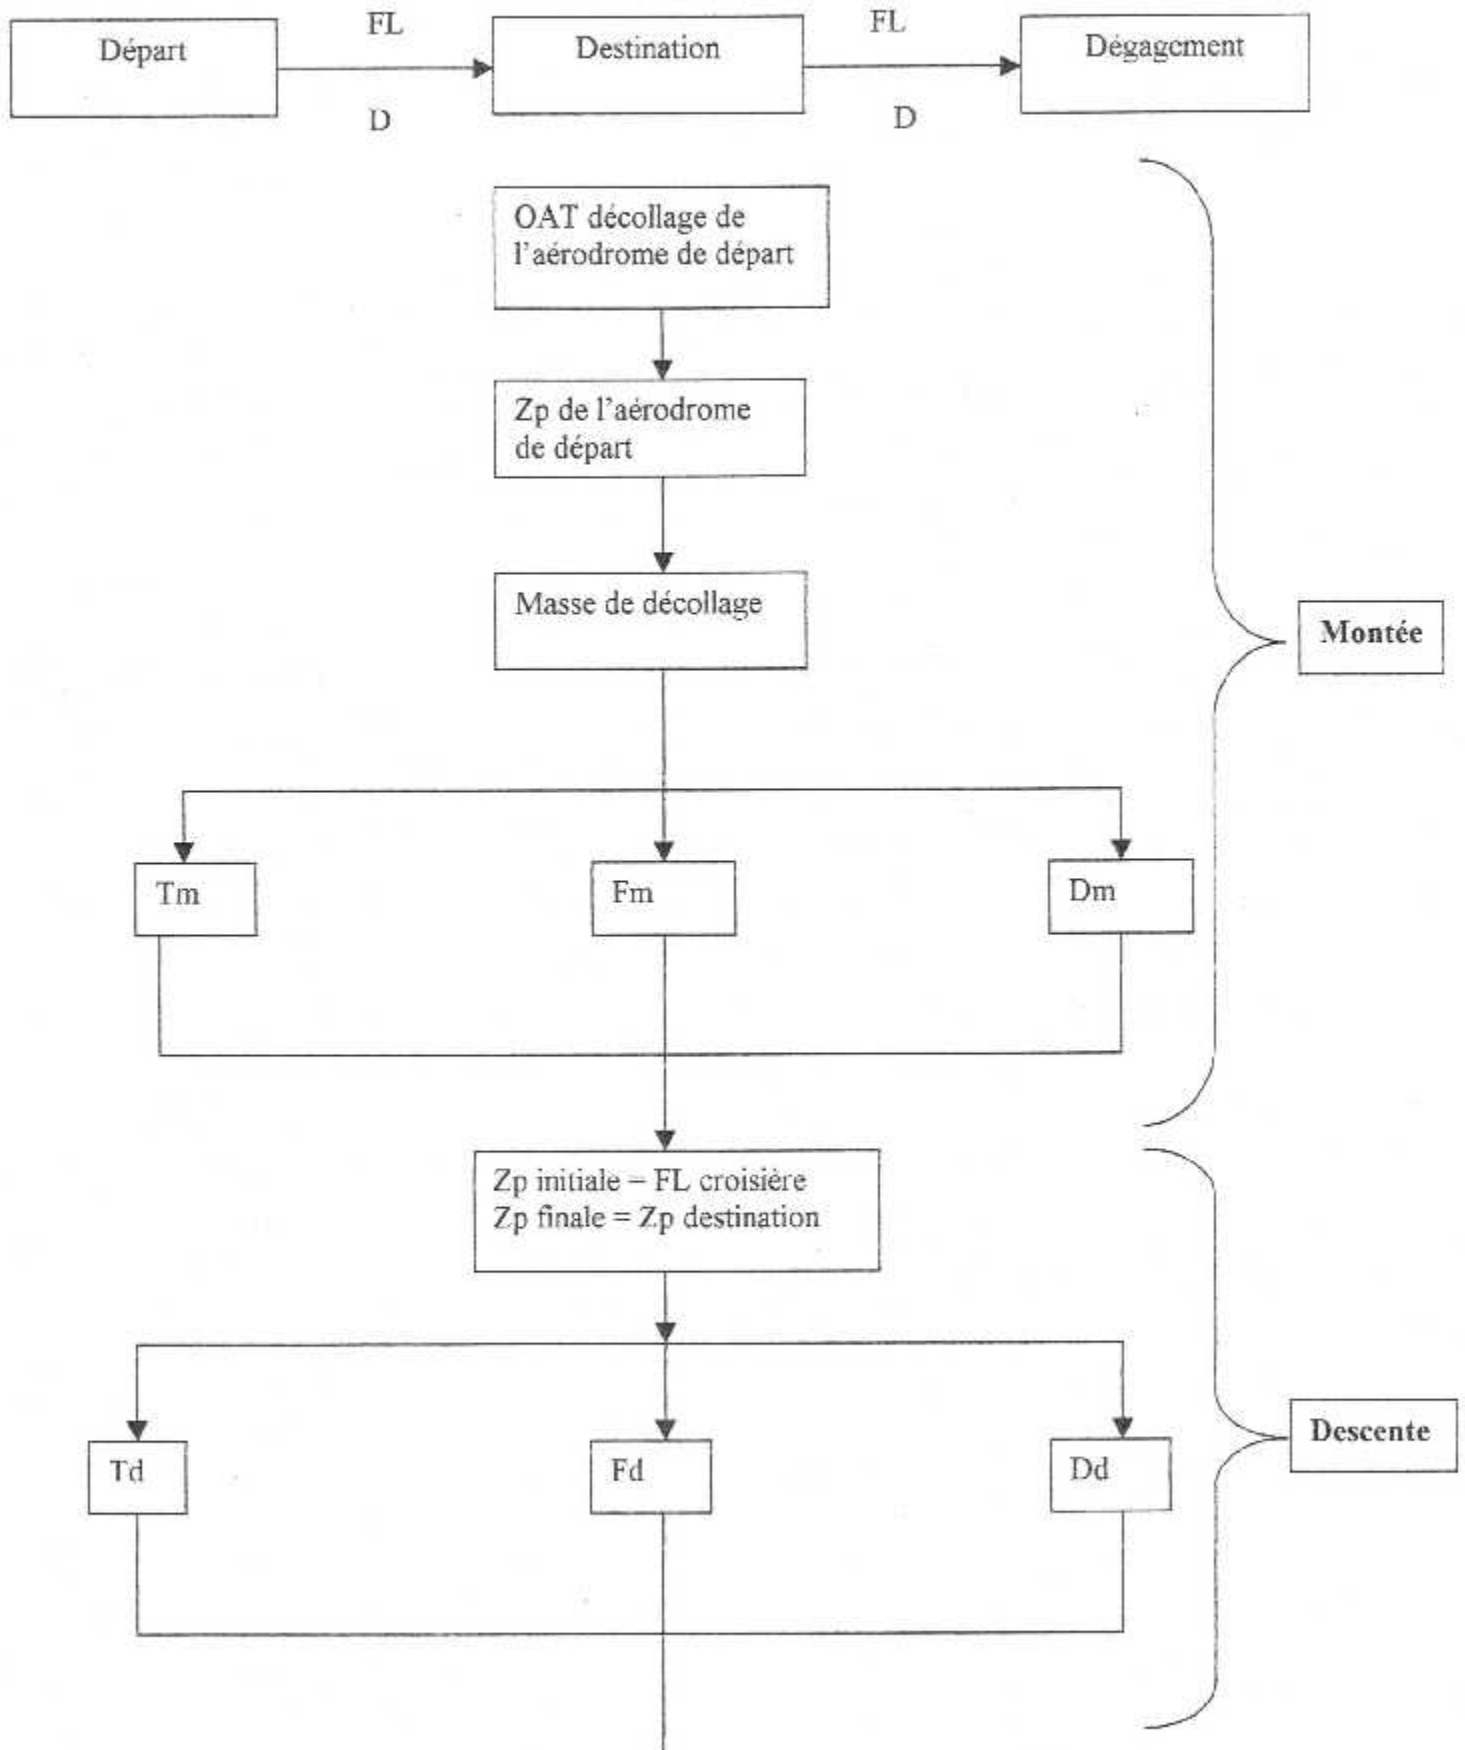 FL
FL
Départ
Destination
Dégagement
D
D
OAT décollage de
l'aérodrome de départ
Zp de l'aérodrome
de départ
Masse de décollage
Montée
Tm
Fm
Dm
Zp initiale = FL croisière
Zp finale = Zp destination
Descente
Td
Fd
Dd